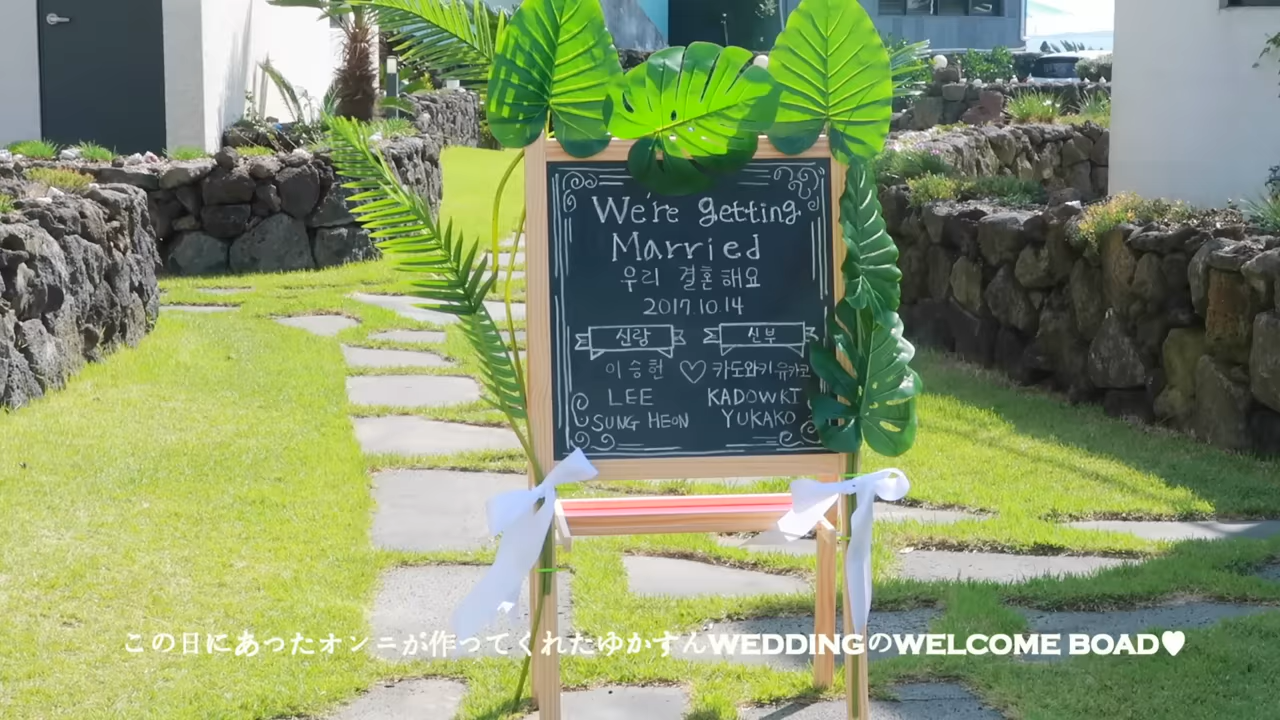 We're getting
Married
우리 결혼해요
2017.10.14
신랑 신부
이승헌 ♡ 카도와키유카코
LEE KADOWKI
SUNG HEON YUKAKO
この日にあったオンニが作ってくれたゆかすんWEDDINGのWELCOME BOAD♥